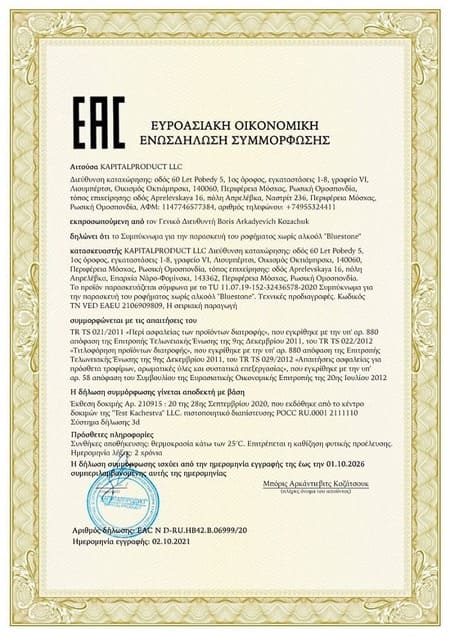 EAC
ΕΥΡΟΑΣΙΑΚΗ ΟΙΚΟΝΟΜΙΚΗ
ΕΝΩΣΔΗΛΩΣΗ ΣΥΜΜΟΡΦΩΣΗΣ
Αιτούσα KAPITALPRODUCT LLC
Διεύθυνση καταχώρησης: οδός 60 Let Pobedy 5, 1ος όροφος, εγκαταστάσεις 1-8, γραφείο VI,
Λιουμπέρτσι, Οικισμός Οκτιάμπρσκι, 140060, Περιφέρεια Μόσχας, Ρωσική Ομοσπονδία,
τόπος επιχείρησης: οδός Aprelevskaya 16, πόλη Απρέλβκα, Ναστρίτ 236, Περιφέρεια Μόσχας,
Ρωσική Ομοσπονδία, ΑΦΜ: 1147746577384, αριθμός τηλεφώνου: +74955324411
εκπροσωπούμενη από τον Γενικό Διευθυντή Boris Arkadyevich Kozachuk
δηλώνει ότι το Συμπύκνωμα για την παρασκευή του ροφήματος χωρίς αλκοόλ "Bluestone"
κατασκευαστής KAPITALPRODUCT LLC Διεύθυνση καταχώρησης: οδός 60 Let Pobedy 5,
1ος όροφος, εγκαταστάσεις 1-8, γραφείο VI, Λιουμπέρτσι, Οικισμός Οκτιάμπρσκι, 140060,
Περιφέρεια Μόσχας, Ρωσική Ομοσπονδία, τόπος επιχείρησης: οδός Aprelevskaya 16, πόλη
Απρέλβκα, Επαρχία Νάρο-Φομίνσκι, 143362, Περιφέρεια Μόσχας, Ρωσική Ομοσπονδία.
Το προϊόν παρασκευάζεται σύμφωνα με το TU 11.07.19-152-32436578-2020 Συμπύκνωμα για
την παρασκευή του ροφήματος χωρίς αλκοόλ "Bluestone". Τεχνικές προδιαγραφές. Κωδικός
TN VED EAEU 2106909809, Η σειριακή παραγωγή
συμμορφώνεται με τις απαιτήσεις του
TR TS 021/2011 «Περί ασφαλείας των προϊόντων διατροφής», που εγκρίθηκε με την υπ' αρ. 880
απόφαση της Επιτροπής Τελωνειακής Ένωσης της 9ης Δεκεμβρίου 2011, του TR TS 022/2012
«Τιτλοφόρηση προϊόντων διατροφής», που εγκρίθηκε με την υπ' αρ. 880 απόφαση της Επιτροπής
Τελωνειακής Ένωσης της 9ης Δεκεμβρίου 2011, του TR TS 029/2012 «Απαιτήσεις ασφαλείας για
πρόσθετα τροφίμων, αρωματικές ύλες και συστατικά επεξεργασίας», που εγκρίθηκε με την υπ'
αρ. 58 απόφαση του Συμβουλίου της Ευρασιατικής Οικονομικής Επιτροπής της 20ης Ιουλίου 2012
Η δήλωση συμμόρφωσης γίνεται αποδεκτή με βάση
Έκθεση δοκιμής Αρ. 210915 : 20 της 28ης Σεπτεμβρίου 2020, που εκδόθηκε από το κέντρο
δοκιμών της "Test Kachestva" LLC. πιστοποιητικό διαπίστευσης РОСС RU.0001 2111110
Σύστημα δήλωσης 3d
Πρόσθετες πληροφορίες
Συνθήκες αποθήκευσης: θερμοκρασία κάτω των 25°C. Επιτρέπεται η καθίζηση φυτικής προέλευσης.
Ημερομηνία λήξης: 2 χρόνια
Η δήλωση συμμόρφωσης ισχύει από την ημερομηνία εγγραφής της έως την 01.10.2026
συμπεριλαμβανομένης αυτής της ημερομηνίας
Μπόρις Αρκάντιεβιτς Κοζάτσουκ
(πλήρες όνομα του αιτούντος)
Αριθμός δήλωσης: EAC N D-RU.HB42.B.06999/20
Ημερομηνία εγγραφής: 02.10.2021